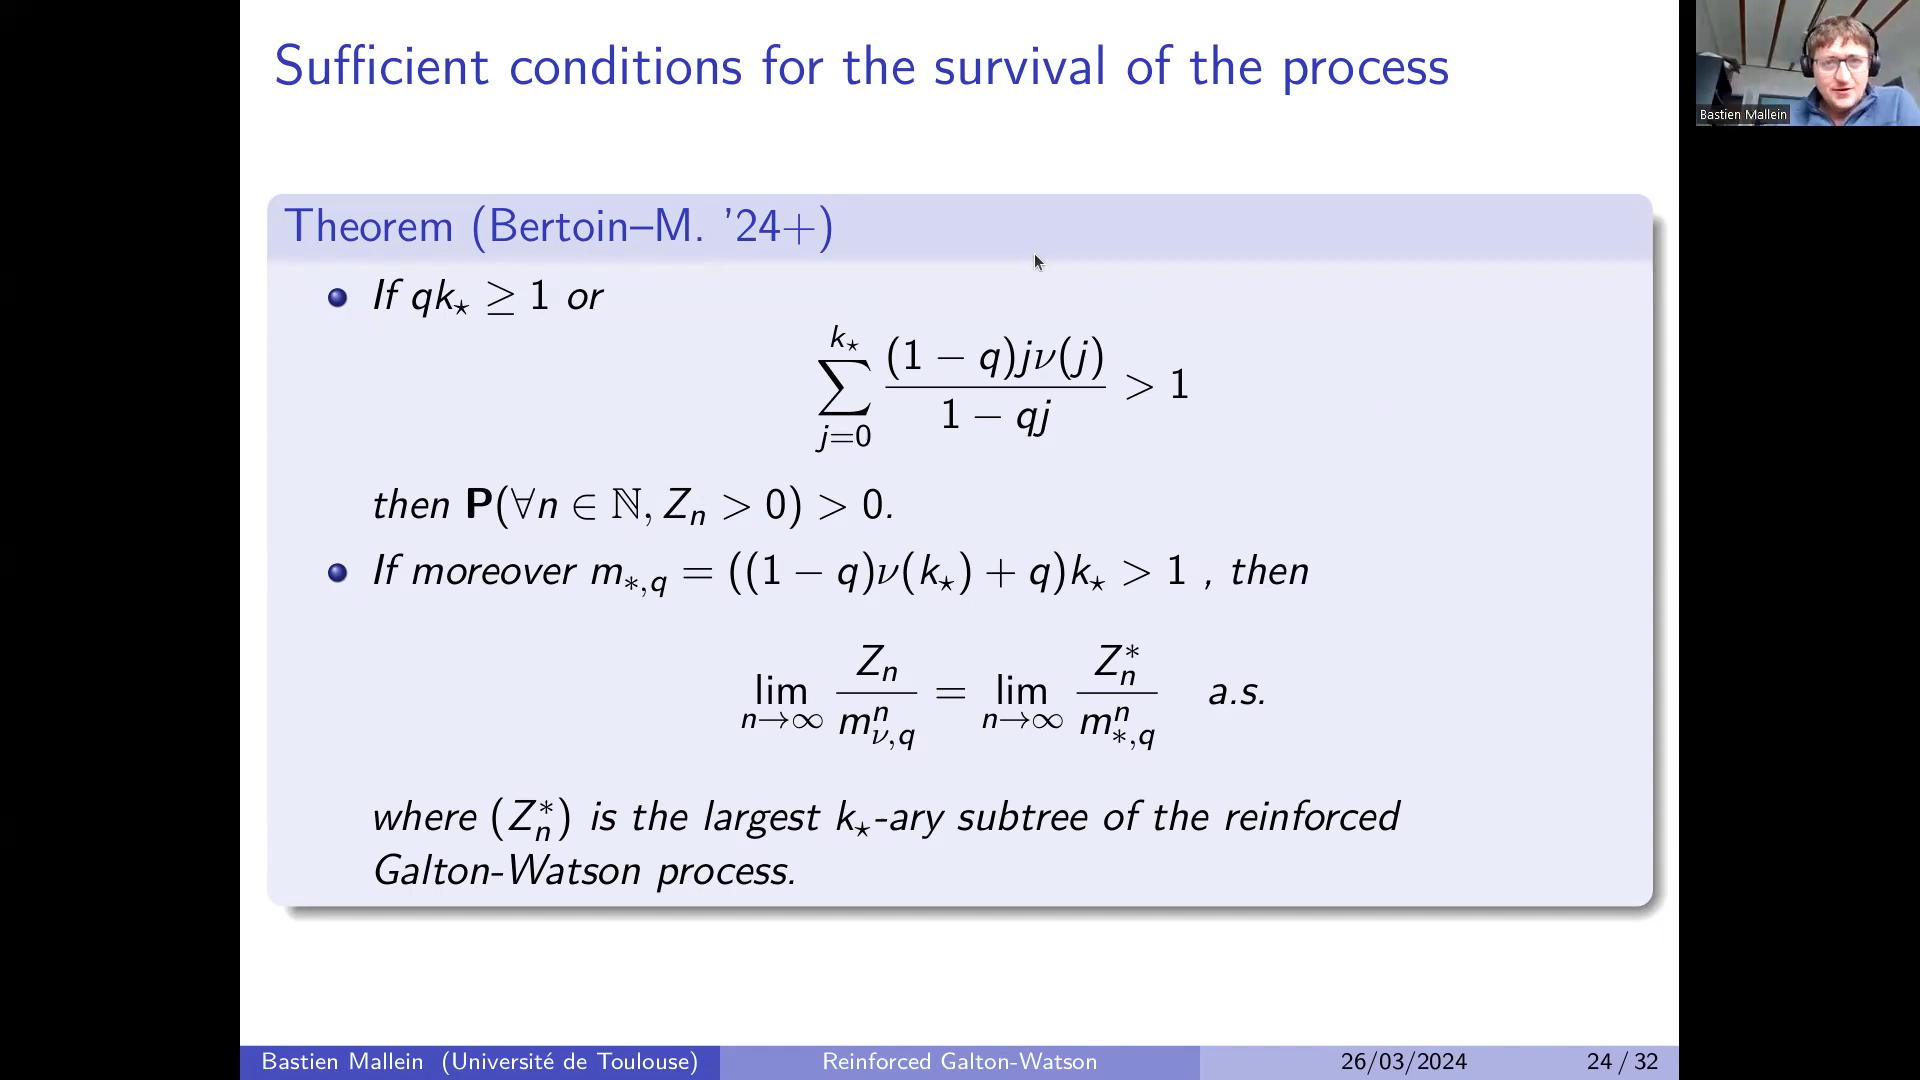 Sufficient conditions for the survival of the process
Bastien Mallein
Theorem (Bertoin–M. ’24+)
If qk⋆ ≥ 1 or
∑_{j=0}^{k⋆} (1 − q)jν(j) / (1 − qj) > 1
then P(∀n ∈ ℕ, Z_n > 0) > 0.
If moreover m_{*,q} = ((1 − q)ν(k⋆) + q)k⋆ > 1 , then
lim_{n→∞} Z_n / m^n_{ν,q} = lim_{n→∞} Z^*_n / m^n_{*,q} a.s.
where (Z^*_n) is the largest k⋆-ary subtree of the reinforced
Galton-Watson process.
Bastien Mallein (Université de Toulouse) Reinforced Galton-Watson 26/03/2024 24 / 32